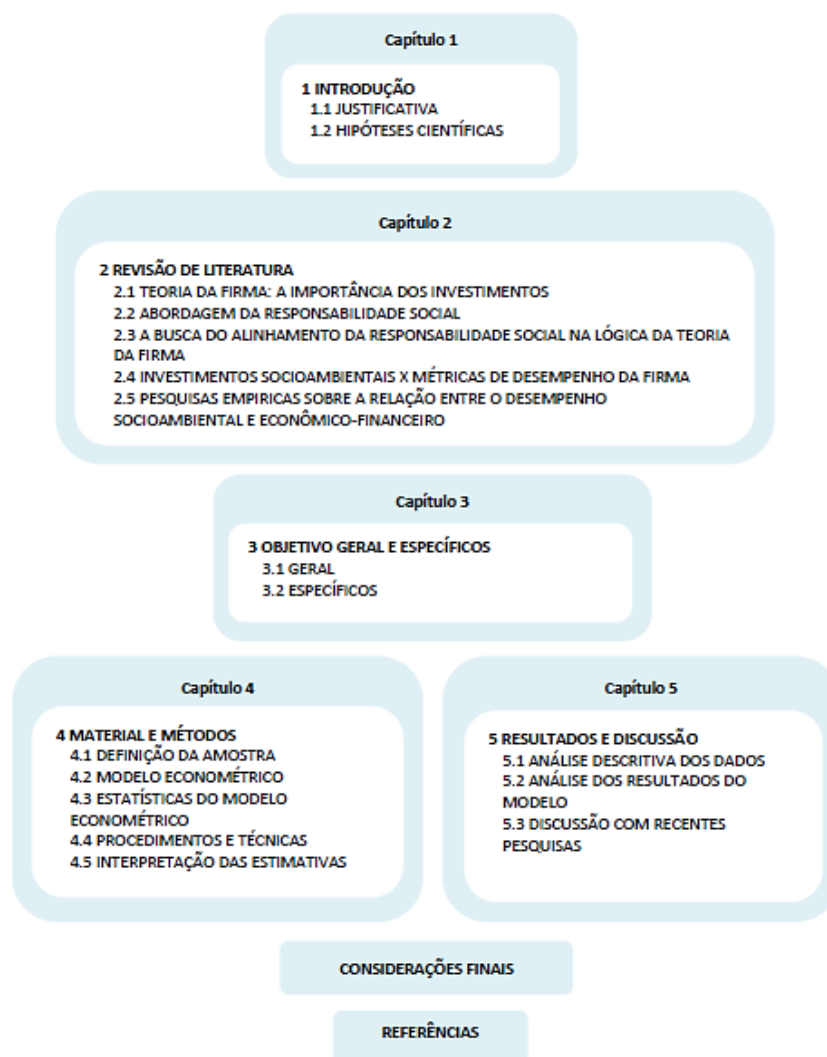 Capítulo 1
1 INTRODUÇÃO
1.1 JUSTIFICATIVA
1.2 HIPÓTESES CIENTÍFICAS
Capítulo 2
2 REVISÃO DE LITERATURA
2.1 TEORIA DA FIRMA: A IMPORTÂNCIA DOS INVESTIMENTOS
2.2 ABORDAGEM DA RESPONSABILIDADE SOCIAL
2.3 A BUSCA DO ALINHAMENTO DA RESPONSABILIDADE SOCIAL NA LÓGICA DA TEORIA
DA FIRMA
2.4 INVESTIMENTOS SOCIOAMBIENTAIS X MÉTRICAS DE DESEMPENHO DA FIRMA
2.5 PESQUISAS EMPIRICAS SOBRE A RELAÇÃO ENTRE O DESEMPENHO
SOCIOAMBIENTAL E ECONÔMICO-FINANCEIRO
Capítulo 3
3 OBJETIVO GERAL E ESPECÍFICOS
3.1 GERAL
3.2 ESPECÍFICOS
Capítulo 4
4 MATERIAL E MÉTODOS
4.1 DEFINIÇÃO DA AMOSTRA
4.2 MODELO ECONOMÉTRICO
4.3 ESTATÍSTICAS DO MODELO
ECONOMÉTRICO
4.4 PROCEDIMENTOS E TÉCNICAS
4.5 INTERPRETAÇÃO DAS ESTIMATIVAS
Capítulo 5
5 RESULTADOS E DISCUSSÃO
5.1 ANÁLISE DESCRITIVA DOS DADOS
5.2 ANÁLISE DOS RESULTADOS DO
MODELO
5.3 DISCUSSÃO COM RECENTES
PESQUISAS
CONSIDERAÇÕES FINAIS
REFERÊNCIAS